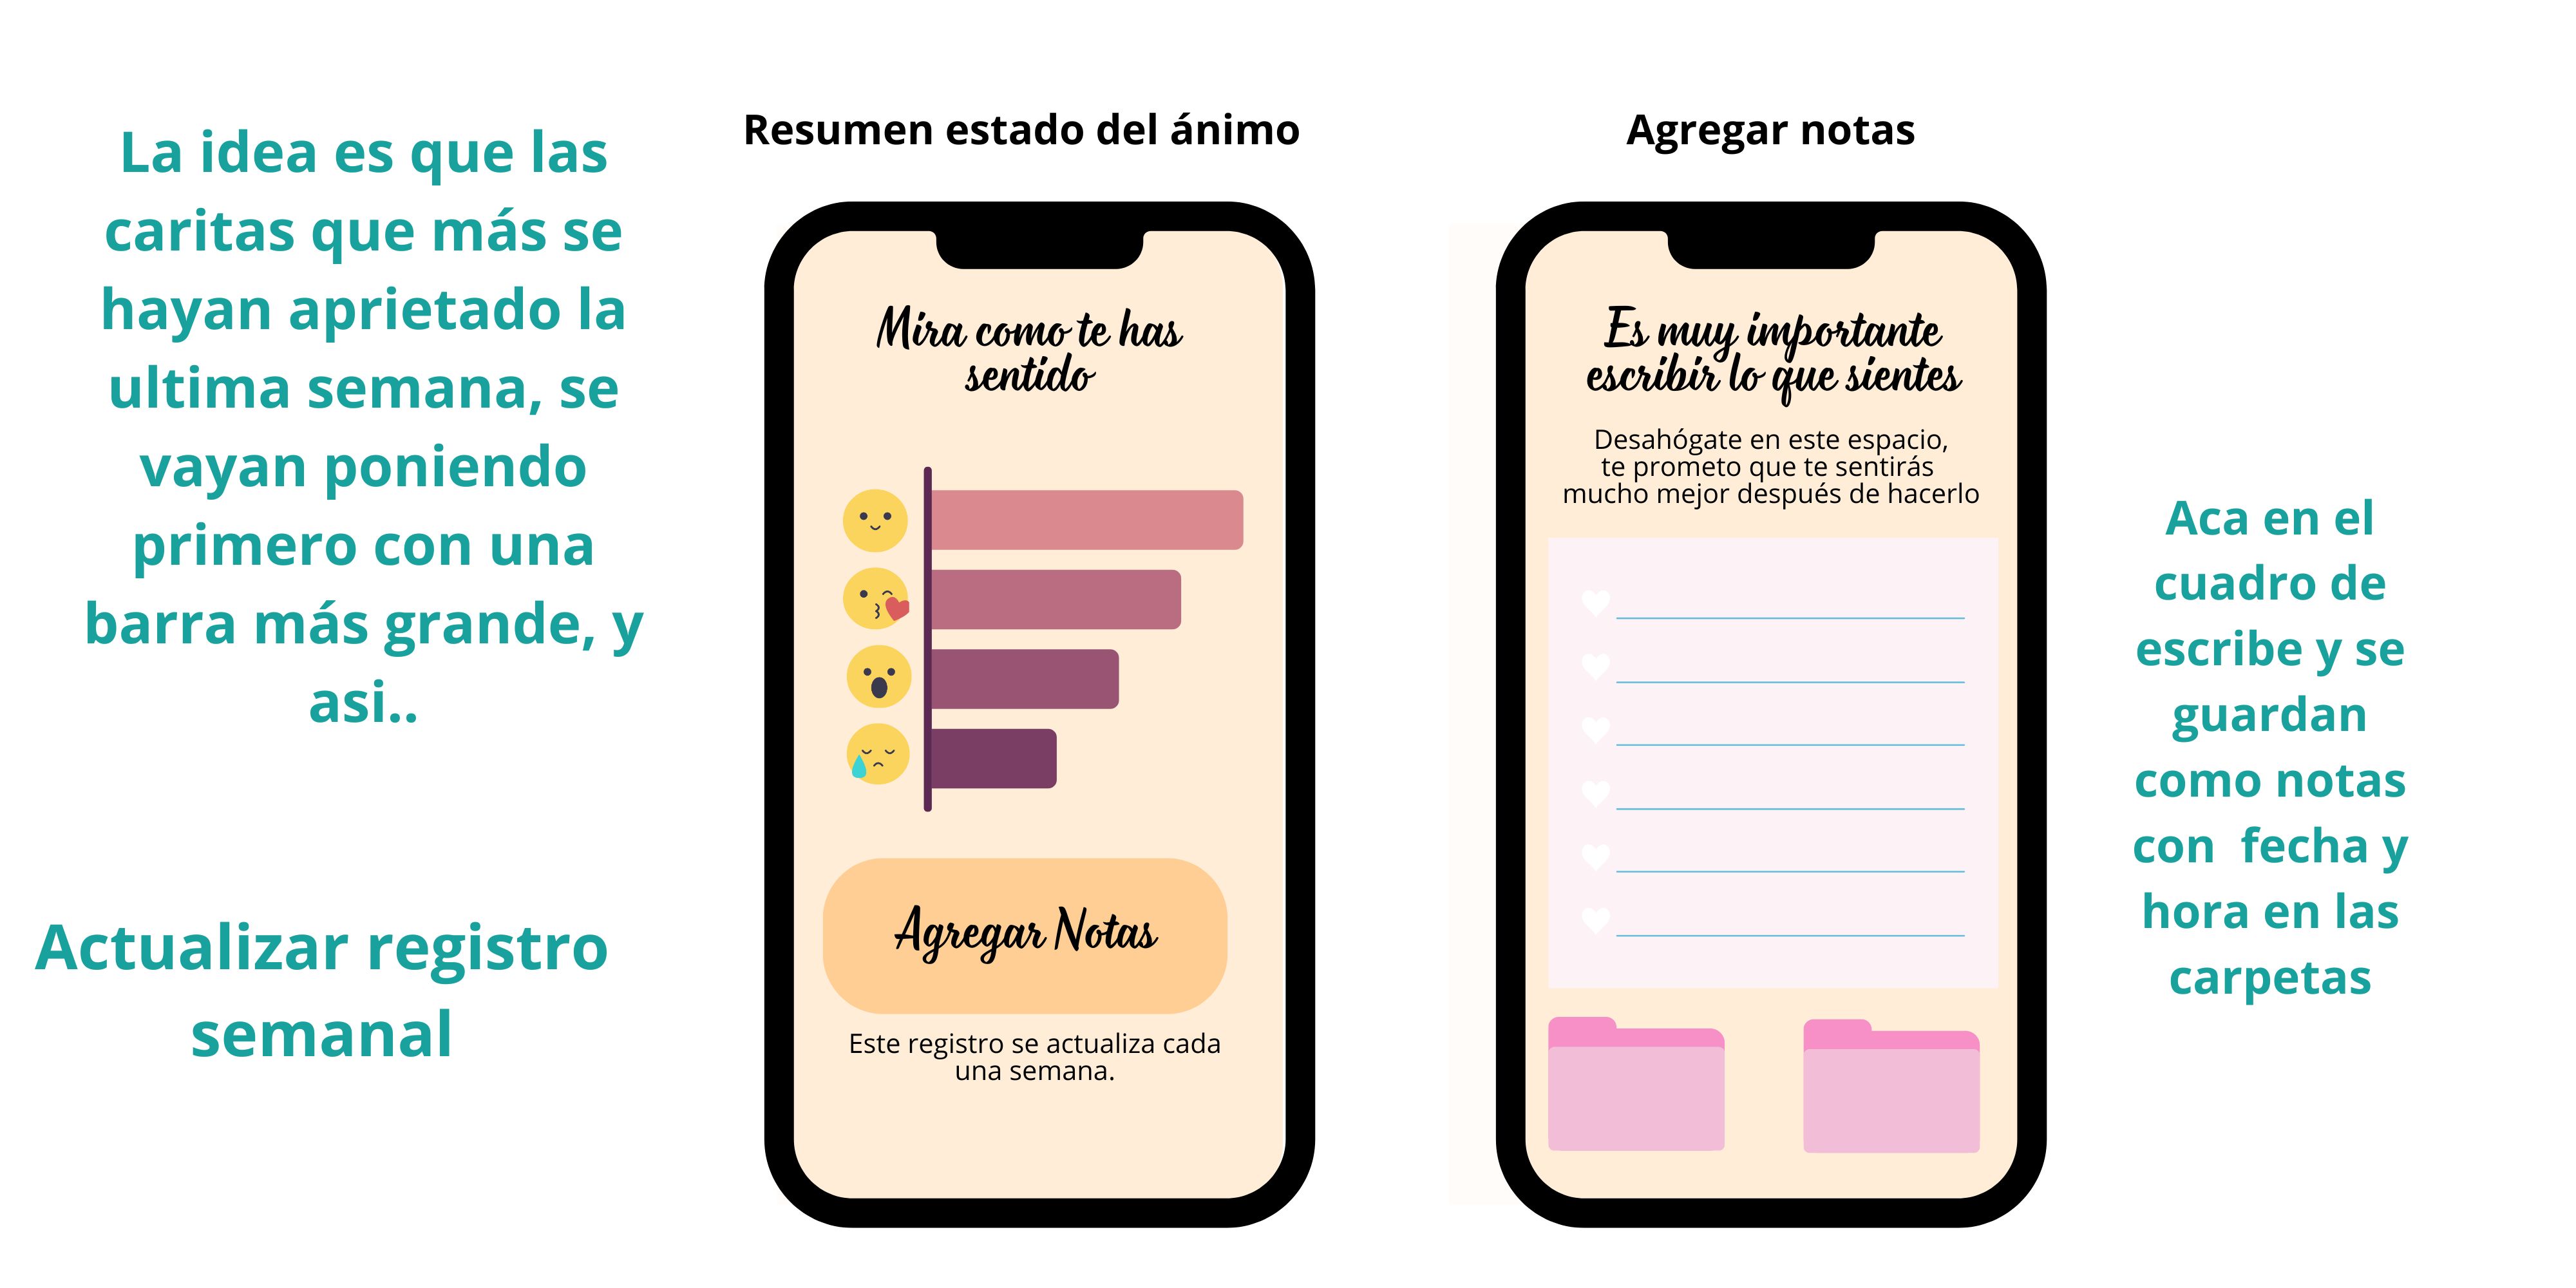 La idea es que las
caritas que más se
hayan aprietado la
ultima semana, se
vayan poniendo
primero con una
barra más grande, y
asi..
Actualizar registro
semanal
Resumen estado del ánimo
Mira como te has
sentido
Agregar Notas
Este registro se actualiza cada
una semana.
Agregar notas
Es muy importante
escribir lo que sientes
Desahógate en este espacio,
te prometo que te sentirás
mucho mejor después de hacerlo
Aca en el
cuadro de
escribe y se
guardan
como notas
con  fecha y
hora en las
carpetas